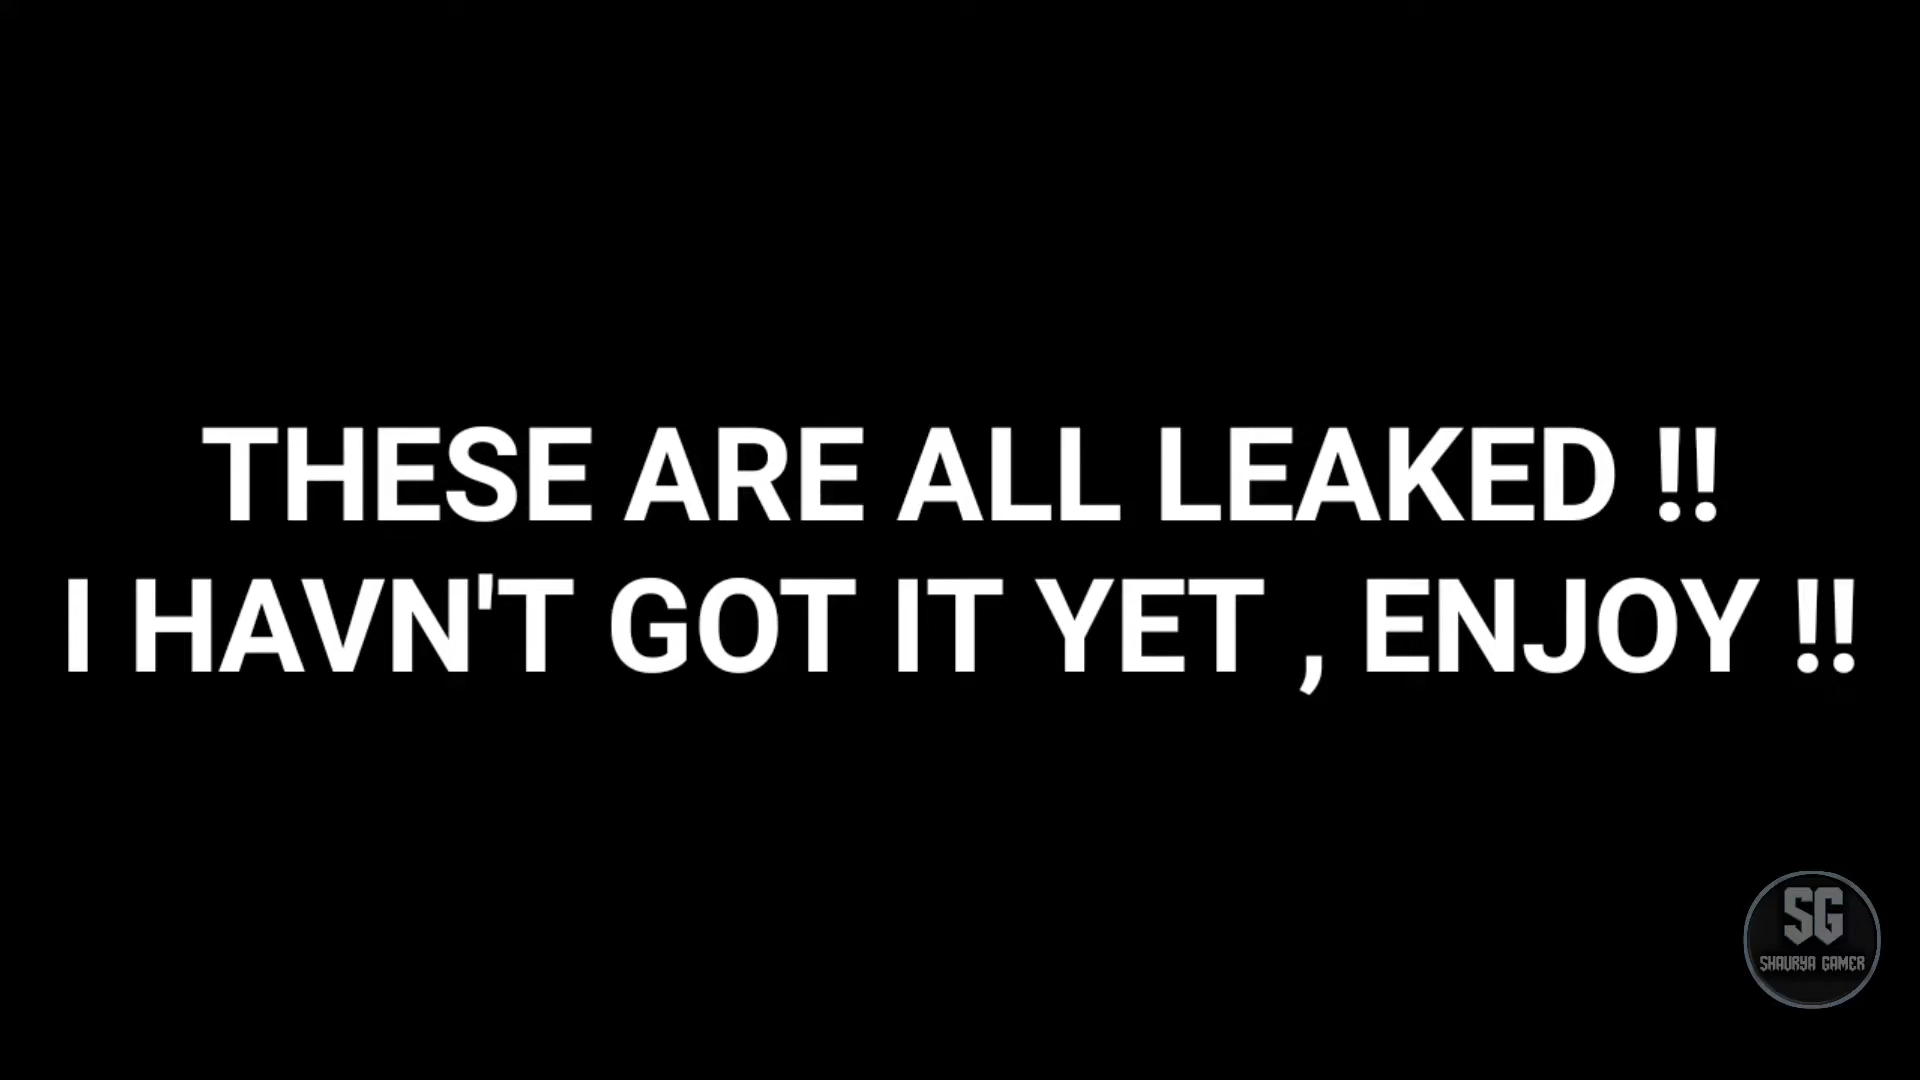 THESE ARE ALL LEAKED !!
I HAVN'T GOT IT YET , ENJOY !!
SG
SHAURYA GAMER